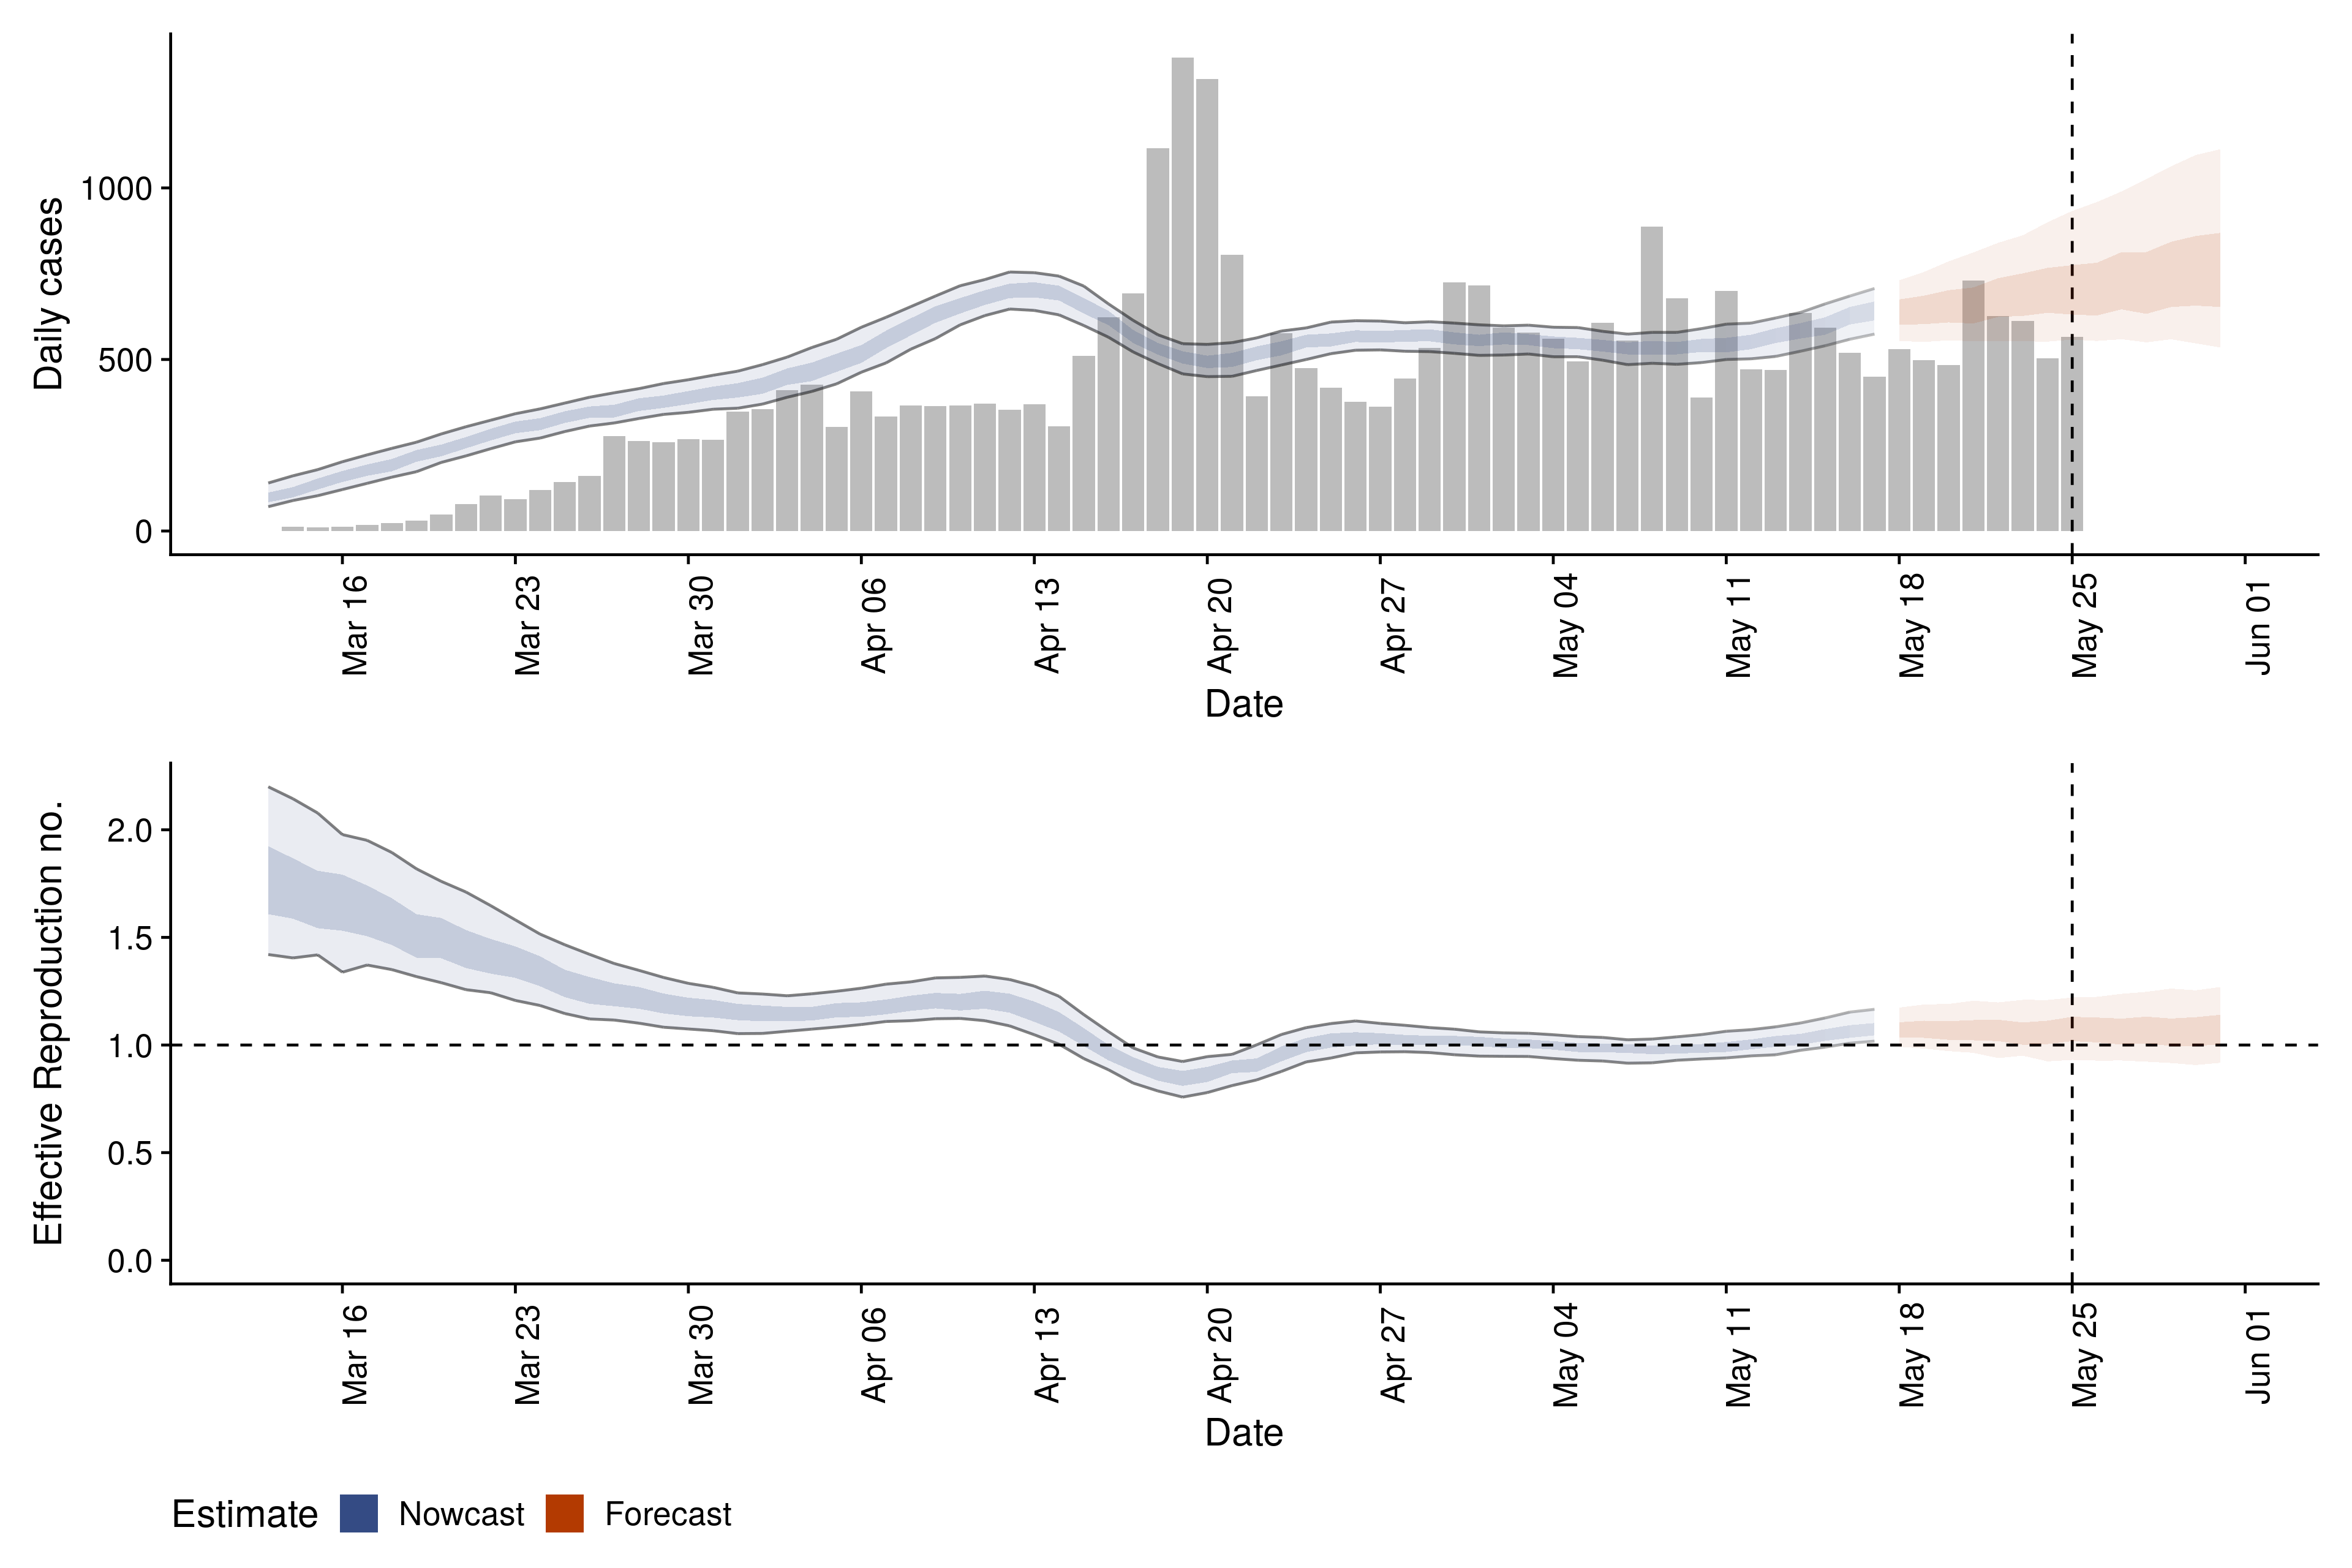 Daily cases
1000
500
0
Mar 16
Mar 23
Mar 30
Apr 06
Apr 13
Apr 20
Apr 27
May 04
May 11
May 18
May 25
Jun 01
Date
Effective Reproduction no.
2.0
1.5
1.0
0.5
0.0
Mar 16
Mar 23
Mar 30
Apr 06
Apr 13
Apr 20
Apr 27
May 04
May 11
May 18
May 25
Jun 01
Date
Estimate Nowcast Forecast